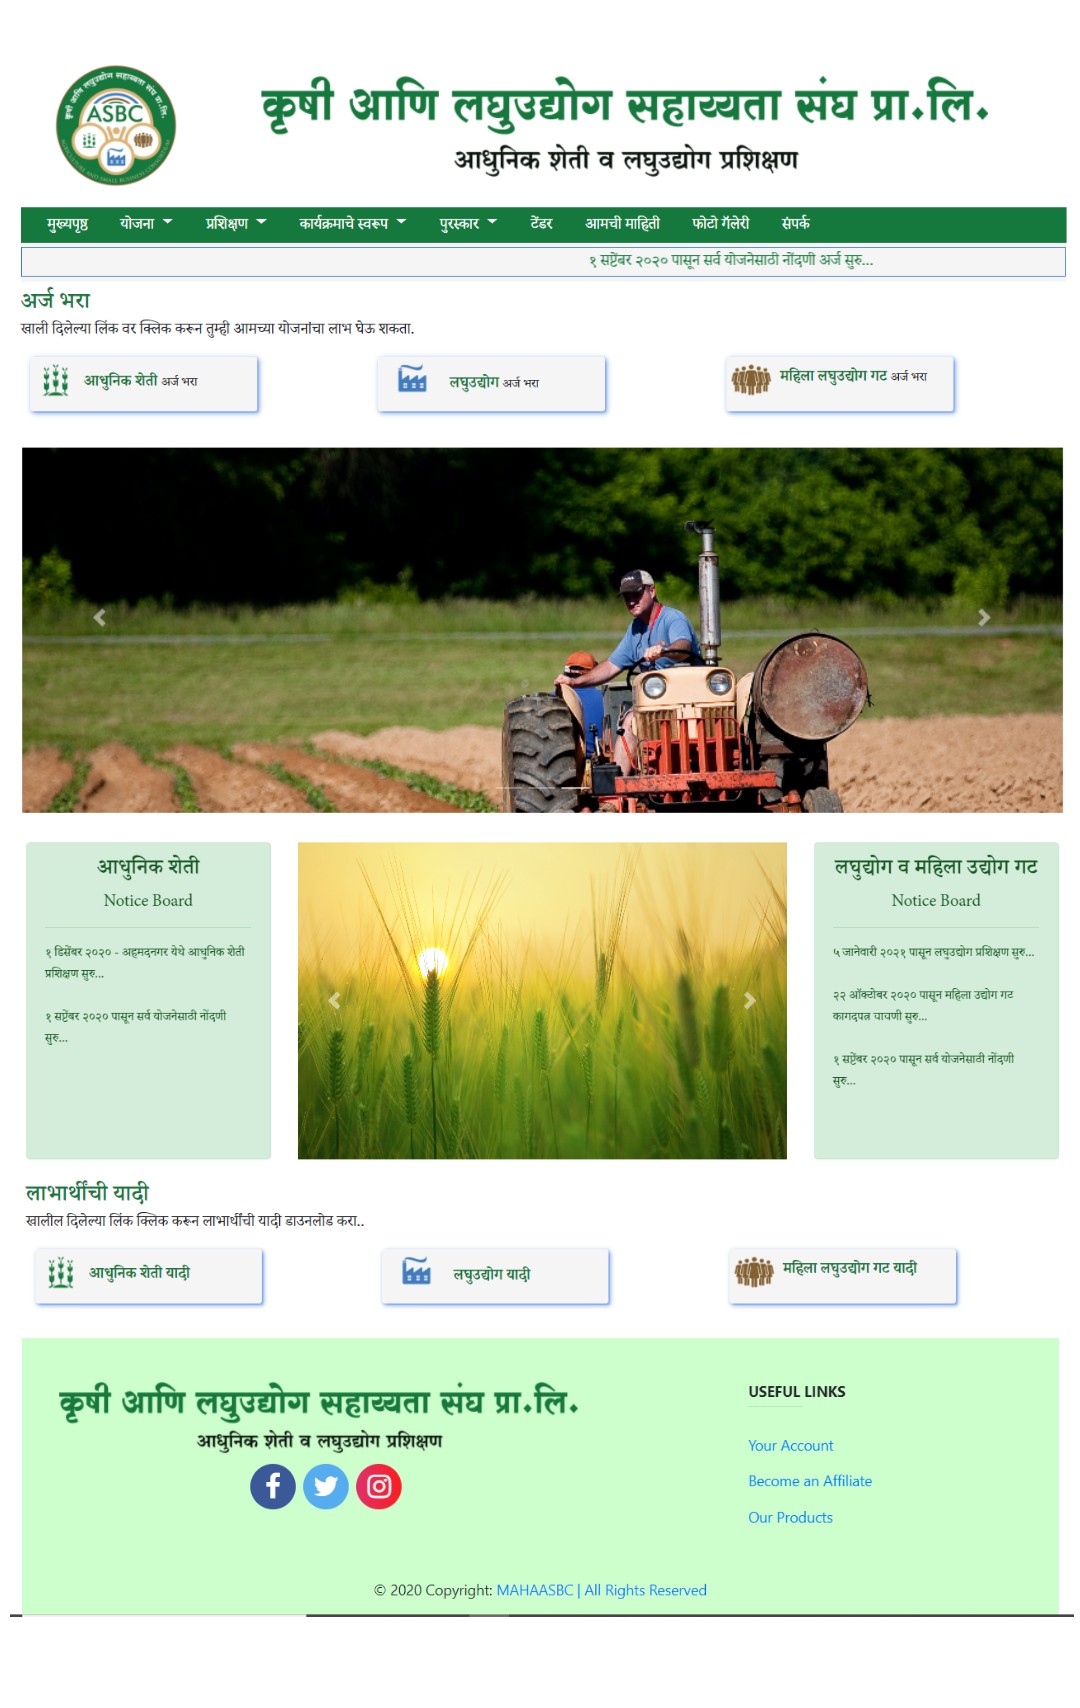 कृषी आणि लघुउद्योग सहाय्यता संघ प्रा.लि.
ASBC
कृषी आणि लघुउद्योग सहाय्यता संघ प्रा.लि.
आधुनिक शेती व लघुउद्योग प्रशिक्षण
मुख्यपृष्ठ योजना प्रशिक्षण कार्यक्रमाचे स्वरूप पुरस्कार टेंडर आमची माहिती फोटो गॅलेरी संपर्क
१ सप्टेंबर २०२० पासून सर्व योजनेसाठी नोंदणी अर्ज सुरु...
अर्ज भरा
खाली दिलेल्या लिंक वर क्लिक करून तुम्ही आमच्या योजनांचा लाभ घेऊ शकता.
आधुनिक शेती अर्ज भरा
लघुउद्योग अर्ज भरा
महिला लघुउद्योग गट अर्ज भरा
आधुनिक शेती
Notice Board
१ डिसेंबर २०२० - अहमदनगर येथे आधुनिक शेती
प्रशिक्षण सुरु...
१ सप्टेंबर २०२० पासून सर्व योजनेसाठी नोंदणी
सुरु...
लघुद्योग व महिला उद्योग गट
Notice Board
५ जानेवारी २०२१ पासून लघुउद्योग प्रशिक्षण सुरु...
२२ ऑक्टोबर २०२० पासून महिला उद्योग गट
कागदपत्र चाचणी सुरु...
१ सप्टेंबर २०२० पासून सर्व योजनेसाठी नोंदणी
सुरु...
लाभार्थींची यादी
खालील दिलेल्या लिंक क्लिक करून लाभार्थींची यादी डाउनलोड करा..
आधुनिक शेती यादी
लघुउद्योग यादी
महिला लघुउद्योग गट यादी
कृषी आणि लघुउद्योग सहाय्यता संघ प्रा.लि.
आधुनिक शेती व लघुउद्योग प्रशिक्षण
USEFUL LINKS
Your Account
Become an Affiliate
Our Products
© 2020 Copyright: MAHAASBC | All Rights Reserved